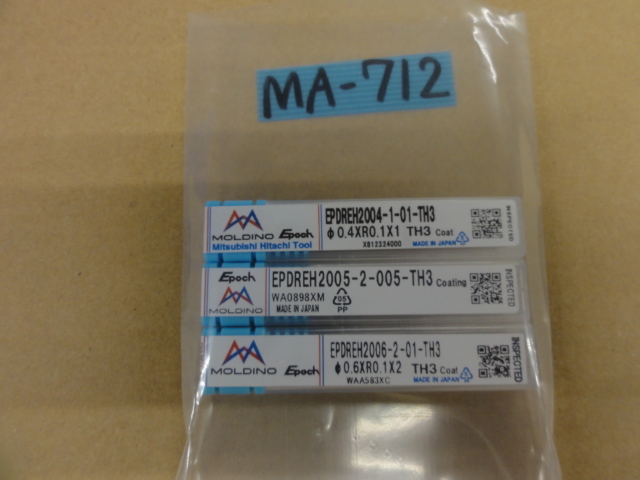 MA-712
MOLDINO Epoch
Mitsubishi Hitachi Tool
EPDREH2004-1-01-TH3
Φ0.4XR0.1X1 TH3 Coat
X812324000 MADE IN JAPAN
INSPECTED
Epoch
MOLDINO
EPDREH2005-2-005-TH3 Coating
WA0898XM
MADE IN JAPAN
05
PP
INSPECTED
MOLDINO Epoch
EPDREH2006-2-01-TH3
Φ0.6XR0.1X2 TH3 Coat
WAA583XC MADE IN JAPAN
INSPECTED